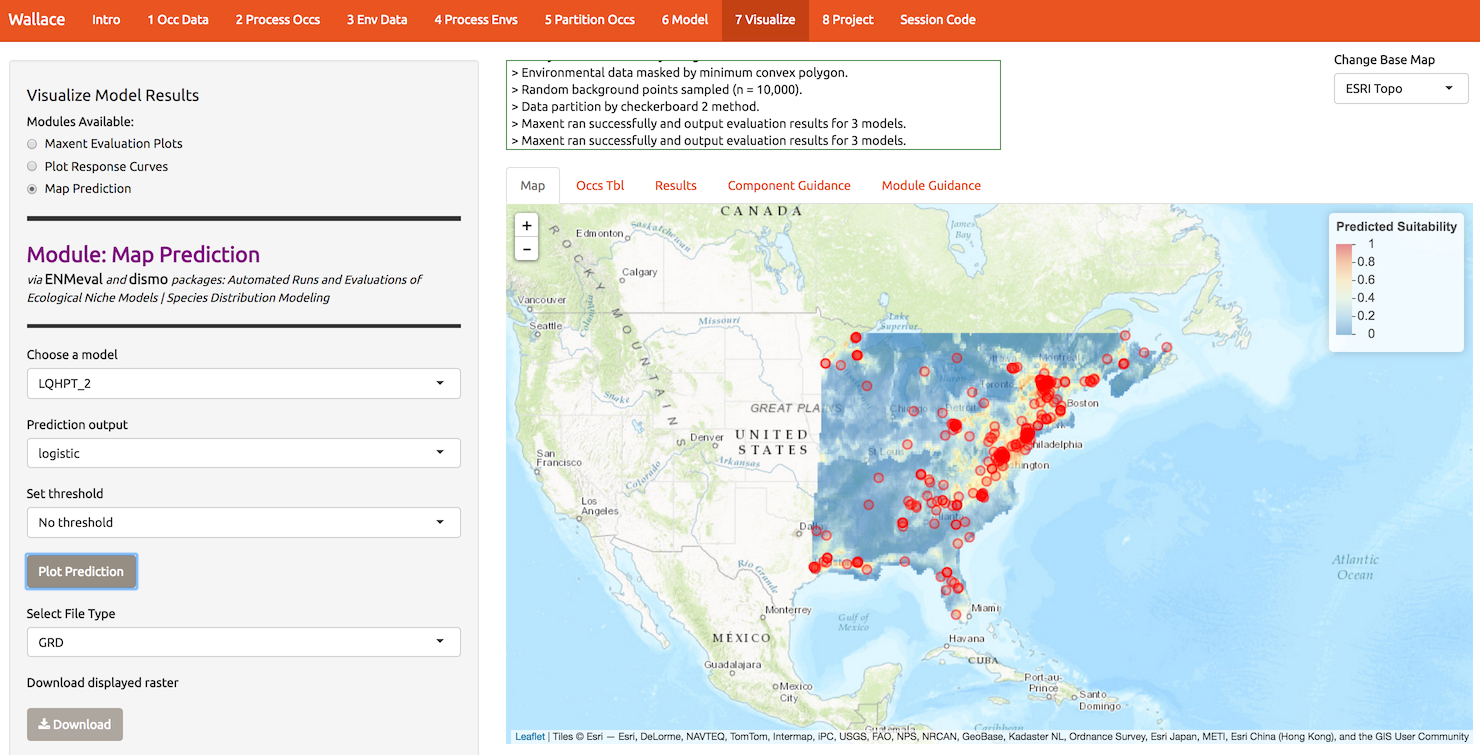 Wallace Intro 1 Occ Data 2 Process Occs 3 Env Data 4 Process Envs 5 Partition Occs 6 Model 7 Visualize 8 Project Session Code
Visualize Model Results
Modules Available:
Maxent Evaluation Plots
Plot Response Curves
Map Prediction
Module: Map Prediction
via ENMeval and dismo packages: Automated Runs and Evaluations of
Ecological Niche Models | Species Distribution Modeling
Choose a model
LQHPT_2
Prediction output
logistic
Set threshold
No threshold
Plot Prediction
Select File Type
GRD
Download displayed raster
Download
> Environmental data masked by minimum convex polygon.
> Random background points sampled (n = 10,000).
> Data partition by checkerboard 2 method.
> Maxent ran successfully and output evaluation results for 3 models.
> Maxent ran successfully and output evaluation results for 3 models.
Change Base Map
ESRI Topo
Map Occs Tbl Results Component Guidance Module Guidance
+
−
Predicted Suitability
1
0.8
0.6
0.4
0.2
0
CANADA
Edmonton
Saskatchewan
James
Bay
Calgary
ROCKY MOUNTAINS
Vancouver
Seattle
Columbia
Missouri
Lake
Superior
Ottawa
Montreal
Toronto
Snake
GREAT PLAINS
Chicago
Detroit
Boston
Denver
UNITED
STATES
St Louis
Philadelphia
San
Francisco
Colorado
Arkansas
Los
Angeles
Atlanta
Rio Grande
Atlantic
Ocean
Monterrey
Miami
Gulf of
Mexico
MÉXICO
Havana
CUBA
Guadalajara
Mexico
City
Port-au-
Prince
Santo
Domingo
Guatemala
Caribbean
Leaflet | Tiles © Esri — Esri, DeLorme, NAVTEQ, TomTom, Intermap, iPC, USGS, FAO, NPS, NRCAN, GeoBase, Kadaster NL, Ordnance Survey, Esri Japan, METI, Esri China (Hong Kong), and the GIS User Community